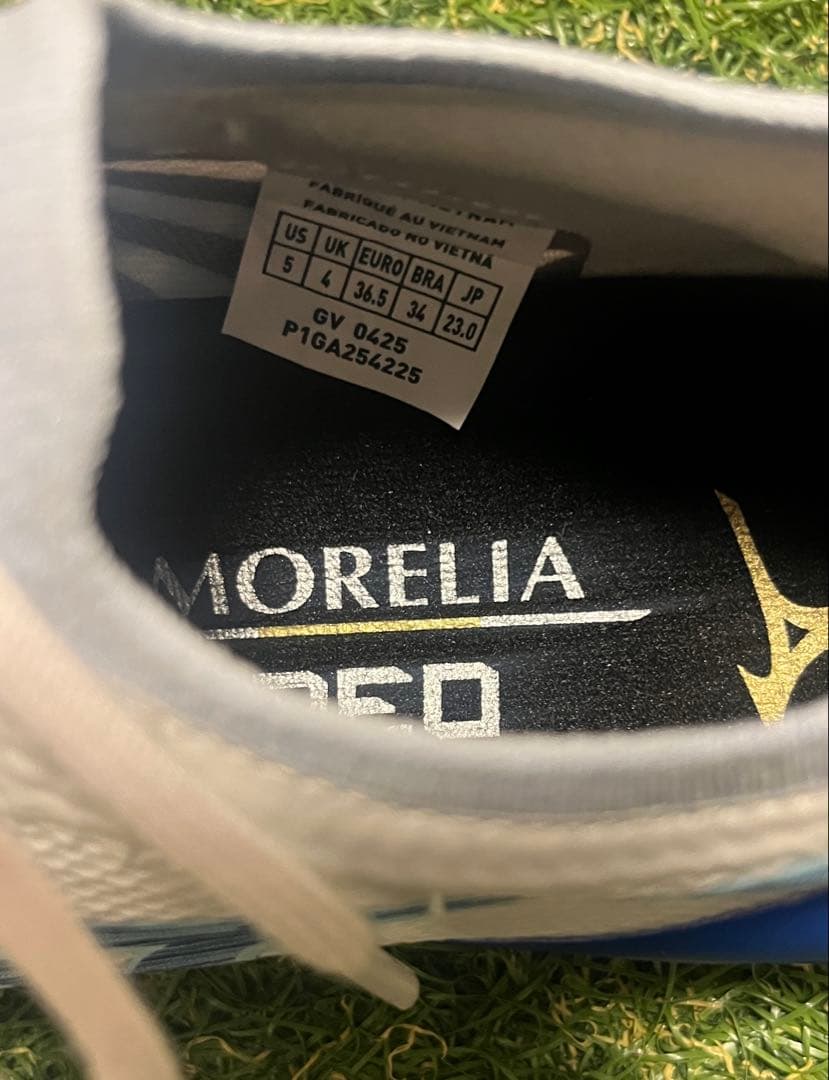 FABRIQUÉ AU VIETNAM
FABRICADO NO VIETNÃ
US UK EURO BRA JP
5 4 36.5 34 23.0
GV 0425
P1GA254225
MORELIA